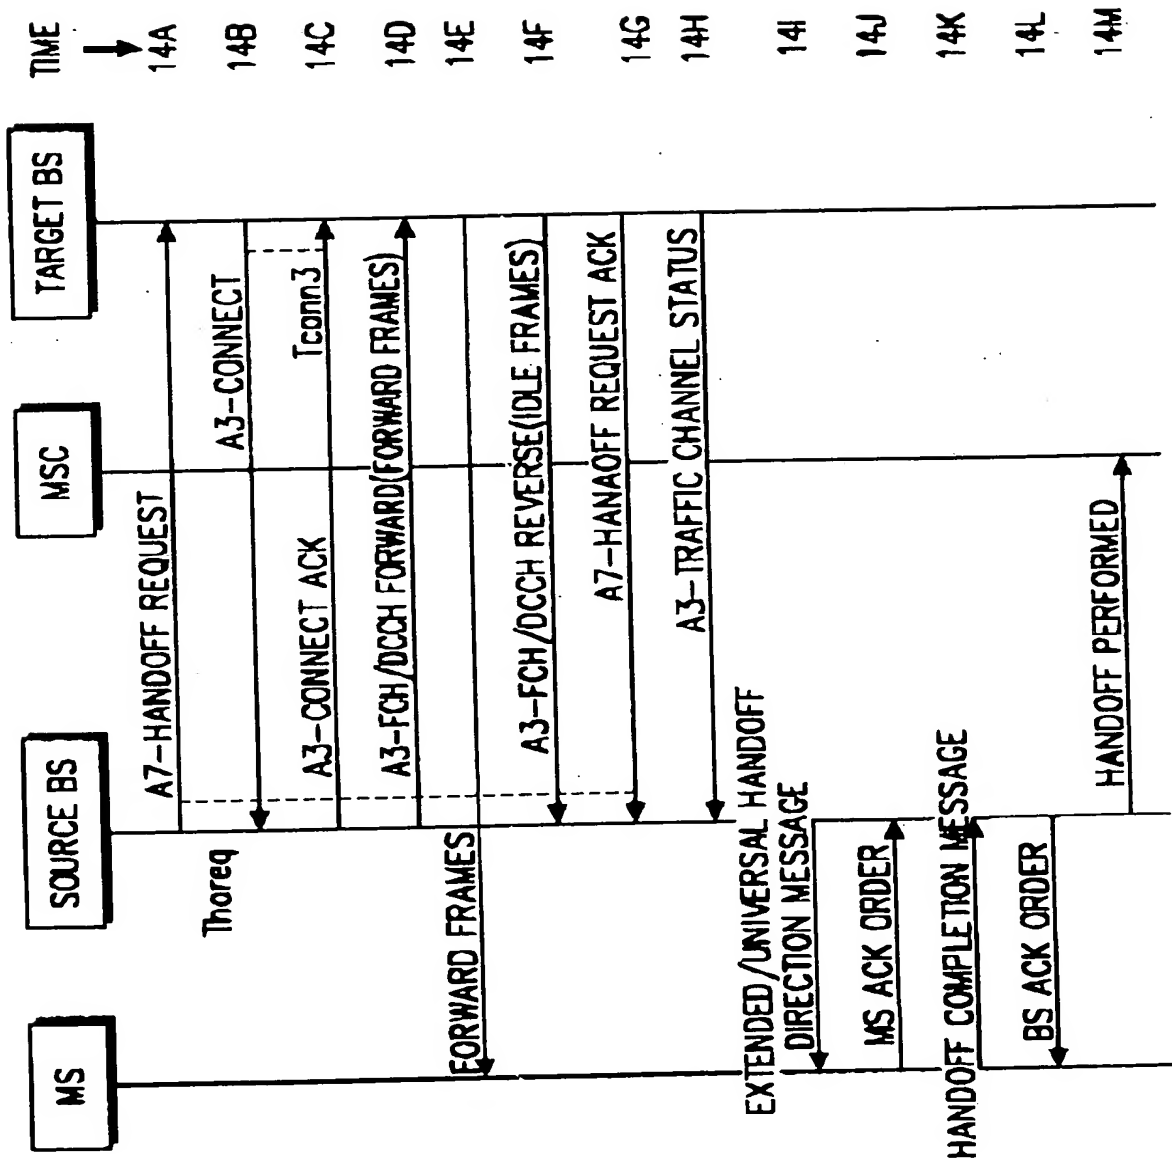 MS
SOURCE BS
MSC
TARGET BS
TIME
A7-HANDOFF REQUEST
14A
Thoreq
A3-CONNECT
14B
A3-CONNECT ACK
Tconn3
14C
A3-FCH/DCCH FORWARD(FORWARD FRAMES)
14D
FORWARD FRAMES
14E
A3-FCH/DCCH REVERSE(IDLE FRAMES)
14F
A7-HANAOFF REQUEST ACK
14G
A3-TRAFFIC CHANNEL STATUS
14H
EXTENDED/UNIVERSAL HANDOFF
DIRECTION MESSAGE
14I
MS ACK ORDER
14J
HANDOFF COMPLETION MESSAGE
14K
BS ACK ORDER
14L
HANDOFF PERFORMED
14M